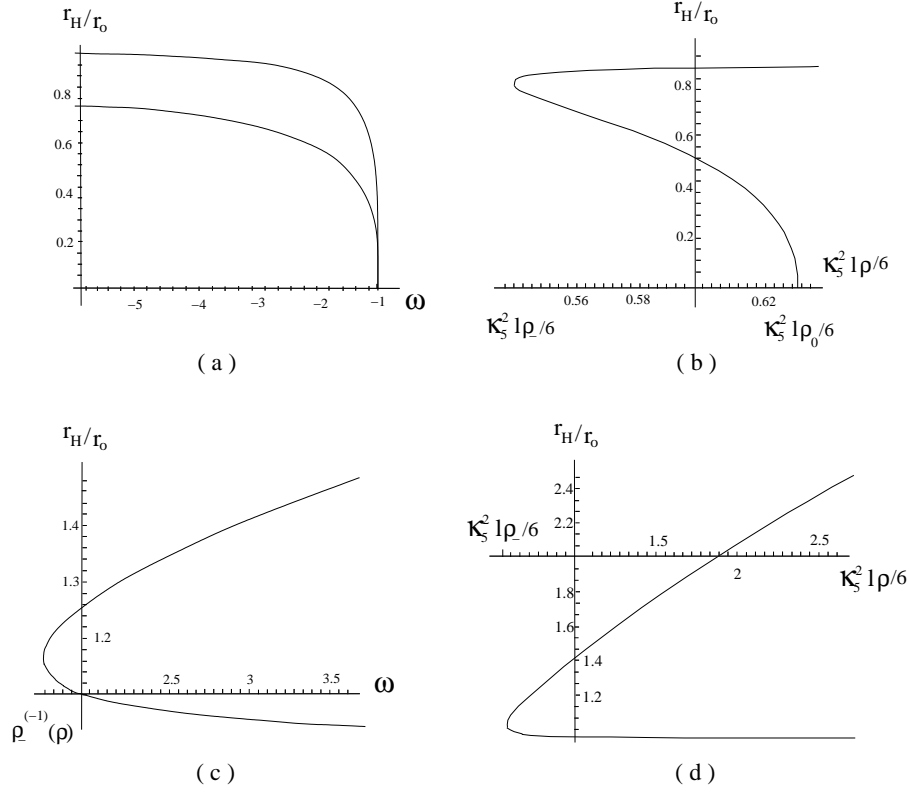 r_H/r_o
0.8
0.6
0.4
0.2
−5 −4 −3 −2 −1 ω
( a )
r_H/r_o
0.8
0.6
0.4
0.2
κ_5^2 lρ/6
0.56 0.58 0.62
κ_5^2 lρ_−/6 κ_5^2 lρ_0/6
( b )
r_H/r_o
1.4
1.3
1.2
2.5 3 3.5 ω
ρ_−^(−1)(ρ)
( c )
r_H/r_o
2.4
2.2
κ_5^2 lρ_−/6 1.5 2.5
2 κ_5^2 lρ/6
1.8
1.6
1.4
1.2
( d )